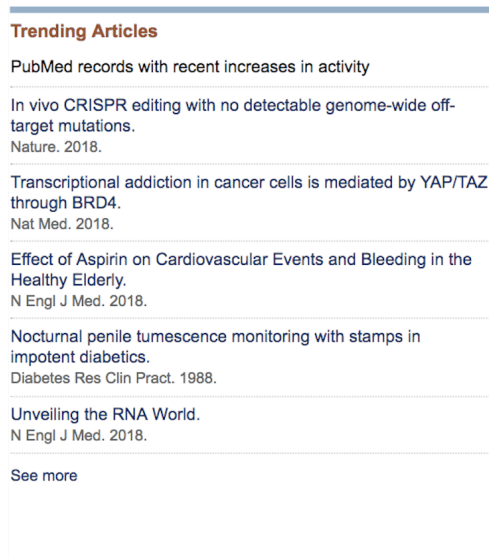 Trending Articles
PubMed records with recent increases in activity
In vivo CRISPR editing with no detectable genome-wide off-
target mutations.
Nature. 2018.
Transcriptional addiction in cancer cells is mediated by YAP/TAZ
through BRD4.
Nat Med. 2018.
Effect of Aspirin on Cardiovascular Events and Bleeding in the
Healthy Elderly.
N Engl J Med. 2018.
Nocturnal penile tumescence monitoring with stamps in
impotent diabetics.
Diabetes Res Clin Pract. 1988.
Unveiling the RNA World.
N Engl J Med. 2018.
See more